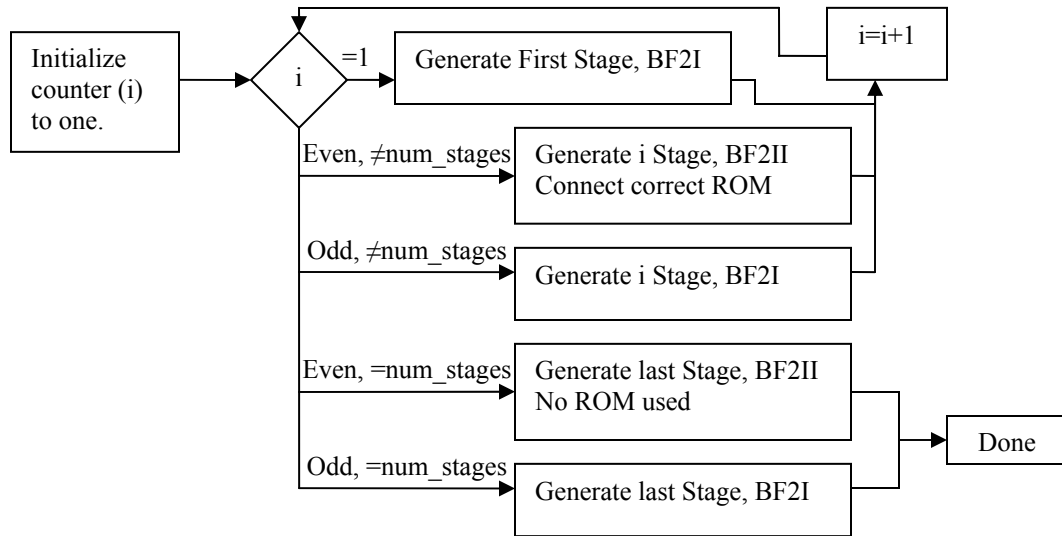 Initialize
counter (i)
to one.
i
=1
Generate First Stage, BF2I
i=i+1
Even, ≠num_stages
Generate i Stage, BF2II
Connect correct ROM
Odd, ≠num_stages
Generate i Stage, BF2I
Even, =num_stages
Generate last Stage, BF2II
No ROM used
Odd, =num_stages
Generate last Stage, BF2I
Done